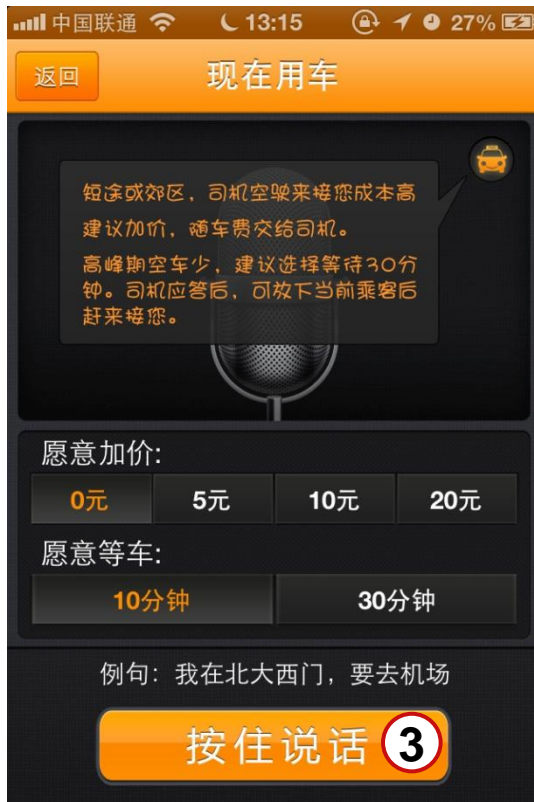 中国联通 13:15 27%
返回 现在用车
短途或郊区，司机空驶来接您成本高
建议加价，随车费交给司机。
高峰期空车少，建议选择等待30分
钟。司机应答后，可放下当前乘客后
赶来接您。
愿意加价:
0元 5元 10元 20元
愿意等车:
10分钟 30分钟
例句：我在北大西门，要去机场
按住说话 3